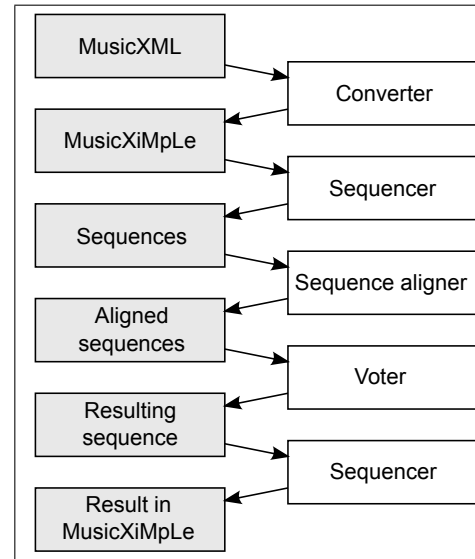 MusicXML
Converter
MusicXiMpLe
Sequencer
Sequences
Sequence aligner
Aligned
sequences
Voter
Resulting
sequence
Sequencer
Result in
MusicXiMpLe